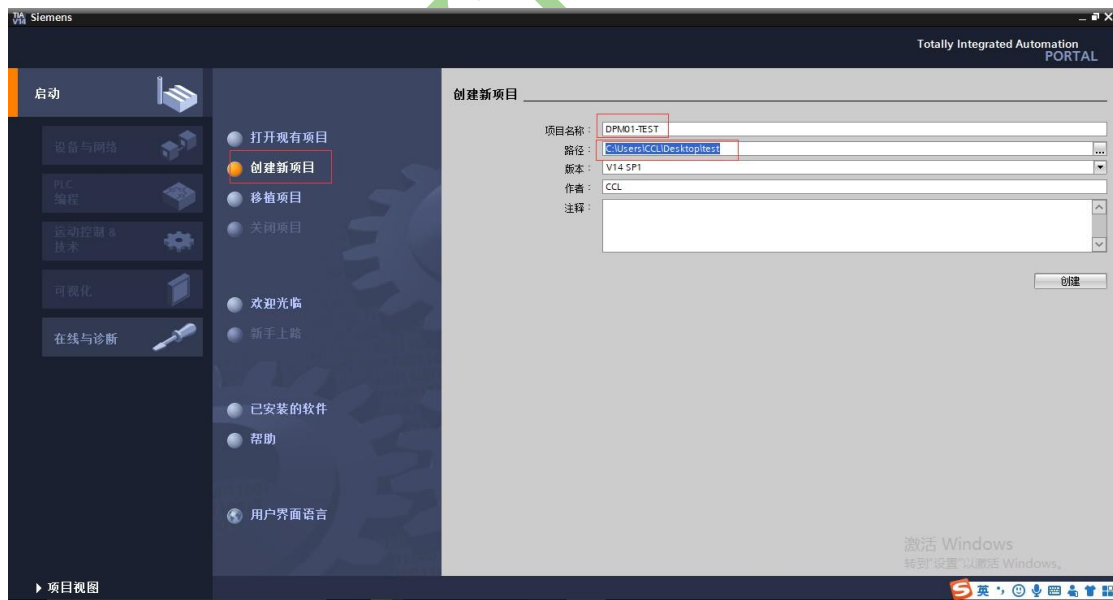 TIA V14 Siemens
Totally Integrated Automation
PORTAL
启动
设备与网络
PLC
编程
运动控制 &
技术
可视化
在线与诊断
打开现有项目
创建新项目
移植项目
关闭项目
欢迎光临
新手上路
已安装的软件
帮助
用户界面语言
创建新项目
项目名称： DPM01-TEST
路径： C:\Users\CCL\Desktop\test
...
版本： V14 SP1
作者： CCL
注释：
创建
激活 Windows
转到“设置”以激活 Windows。
项目视图
英